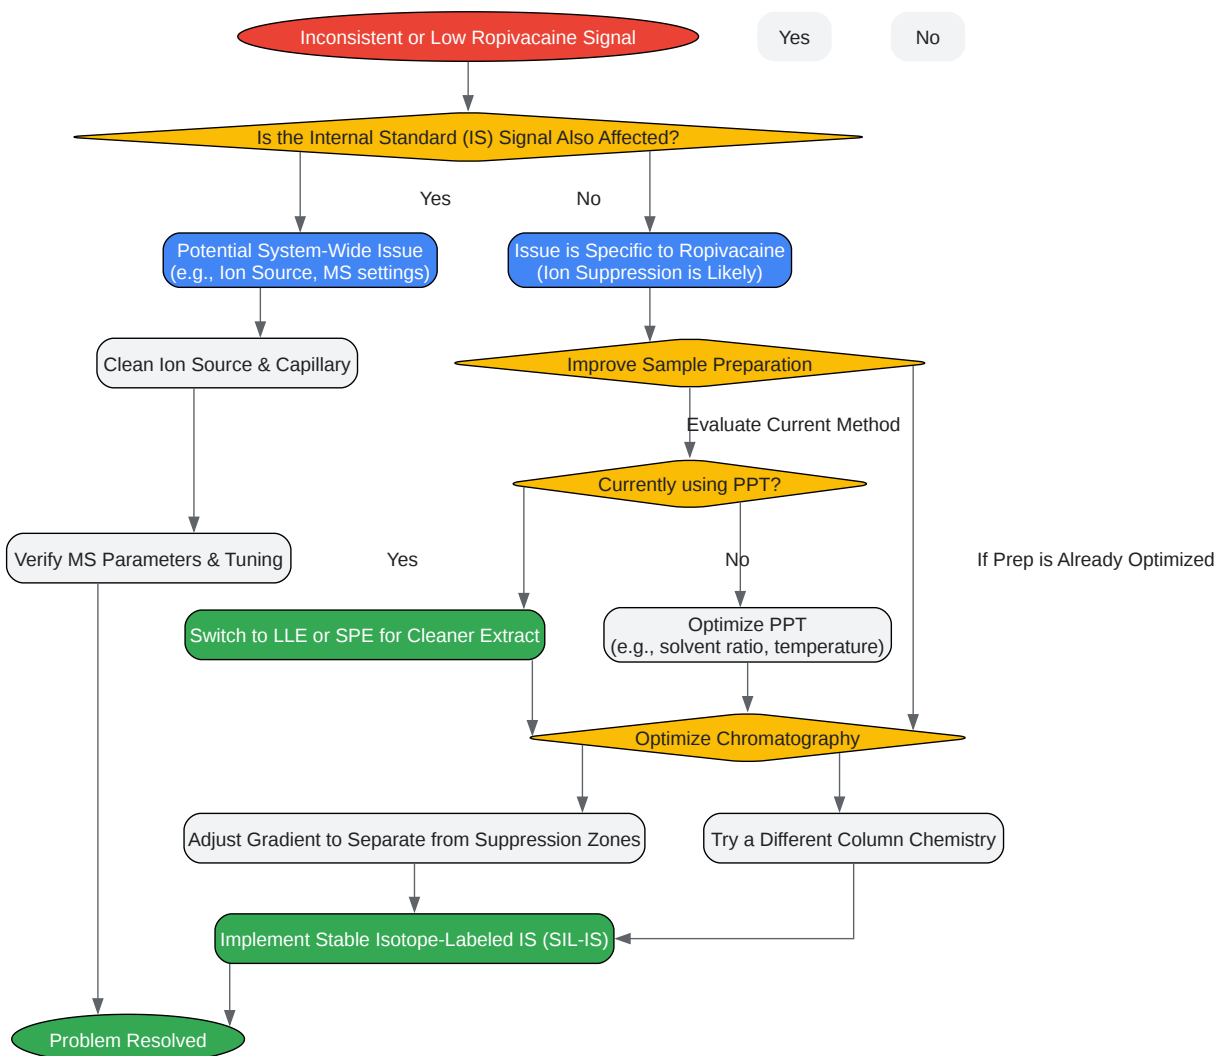 Inconsistent or Low Ropivacaine Signal
Yes
No
Is the Internal Standard (IS) Signal Also Affected?
Yes
No
Potential System-Wide Issue
(e.g., Ion Source, MS settings)
Issue is Specific to Ropivacaine
(Ion Suppression is Likely)
Clean Ion Source & Capillary
Improve Sample Preparation
Evaluate Current Method
Currently using PPT?
Verify MS Parameters & Tuning
Yes
No
If Prep is Already Optimized
Switch to LLE or SPE for Cleaner Extract
Optimize PPT
(e.g., solvent ratio, temperature)
Optimize Chromatography
Adjust Gradient to Separate from Suppression Zones
Try a Different Column Chemistry
Implement Stable Isotope-Labeled IS (SIL-IS)
Problem Resolved